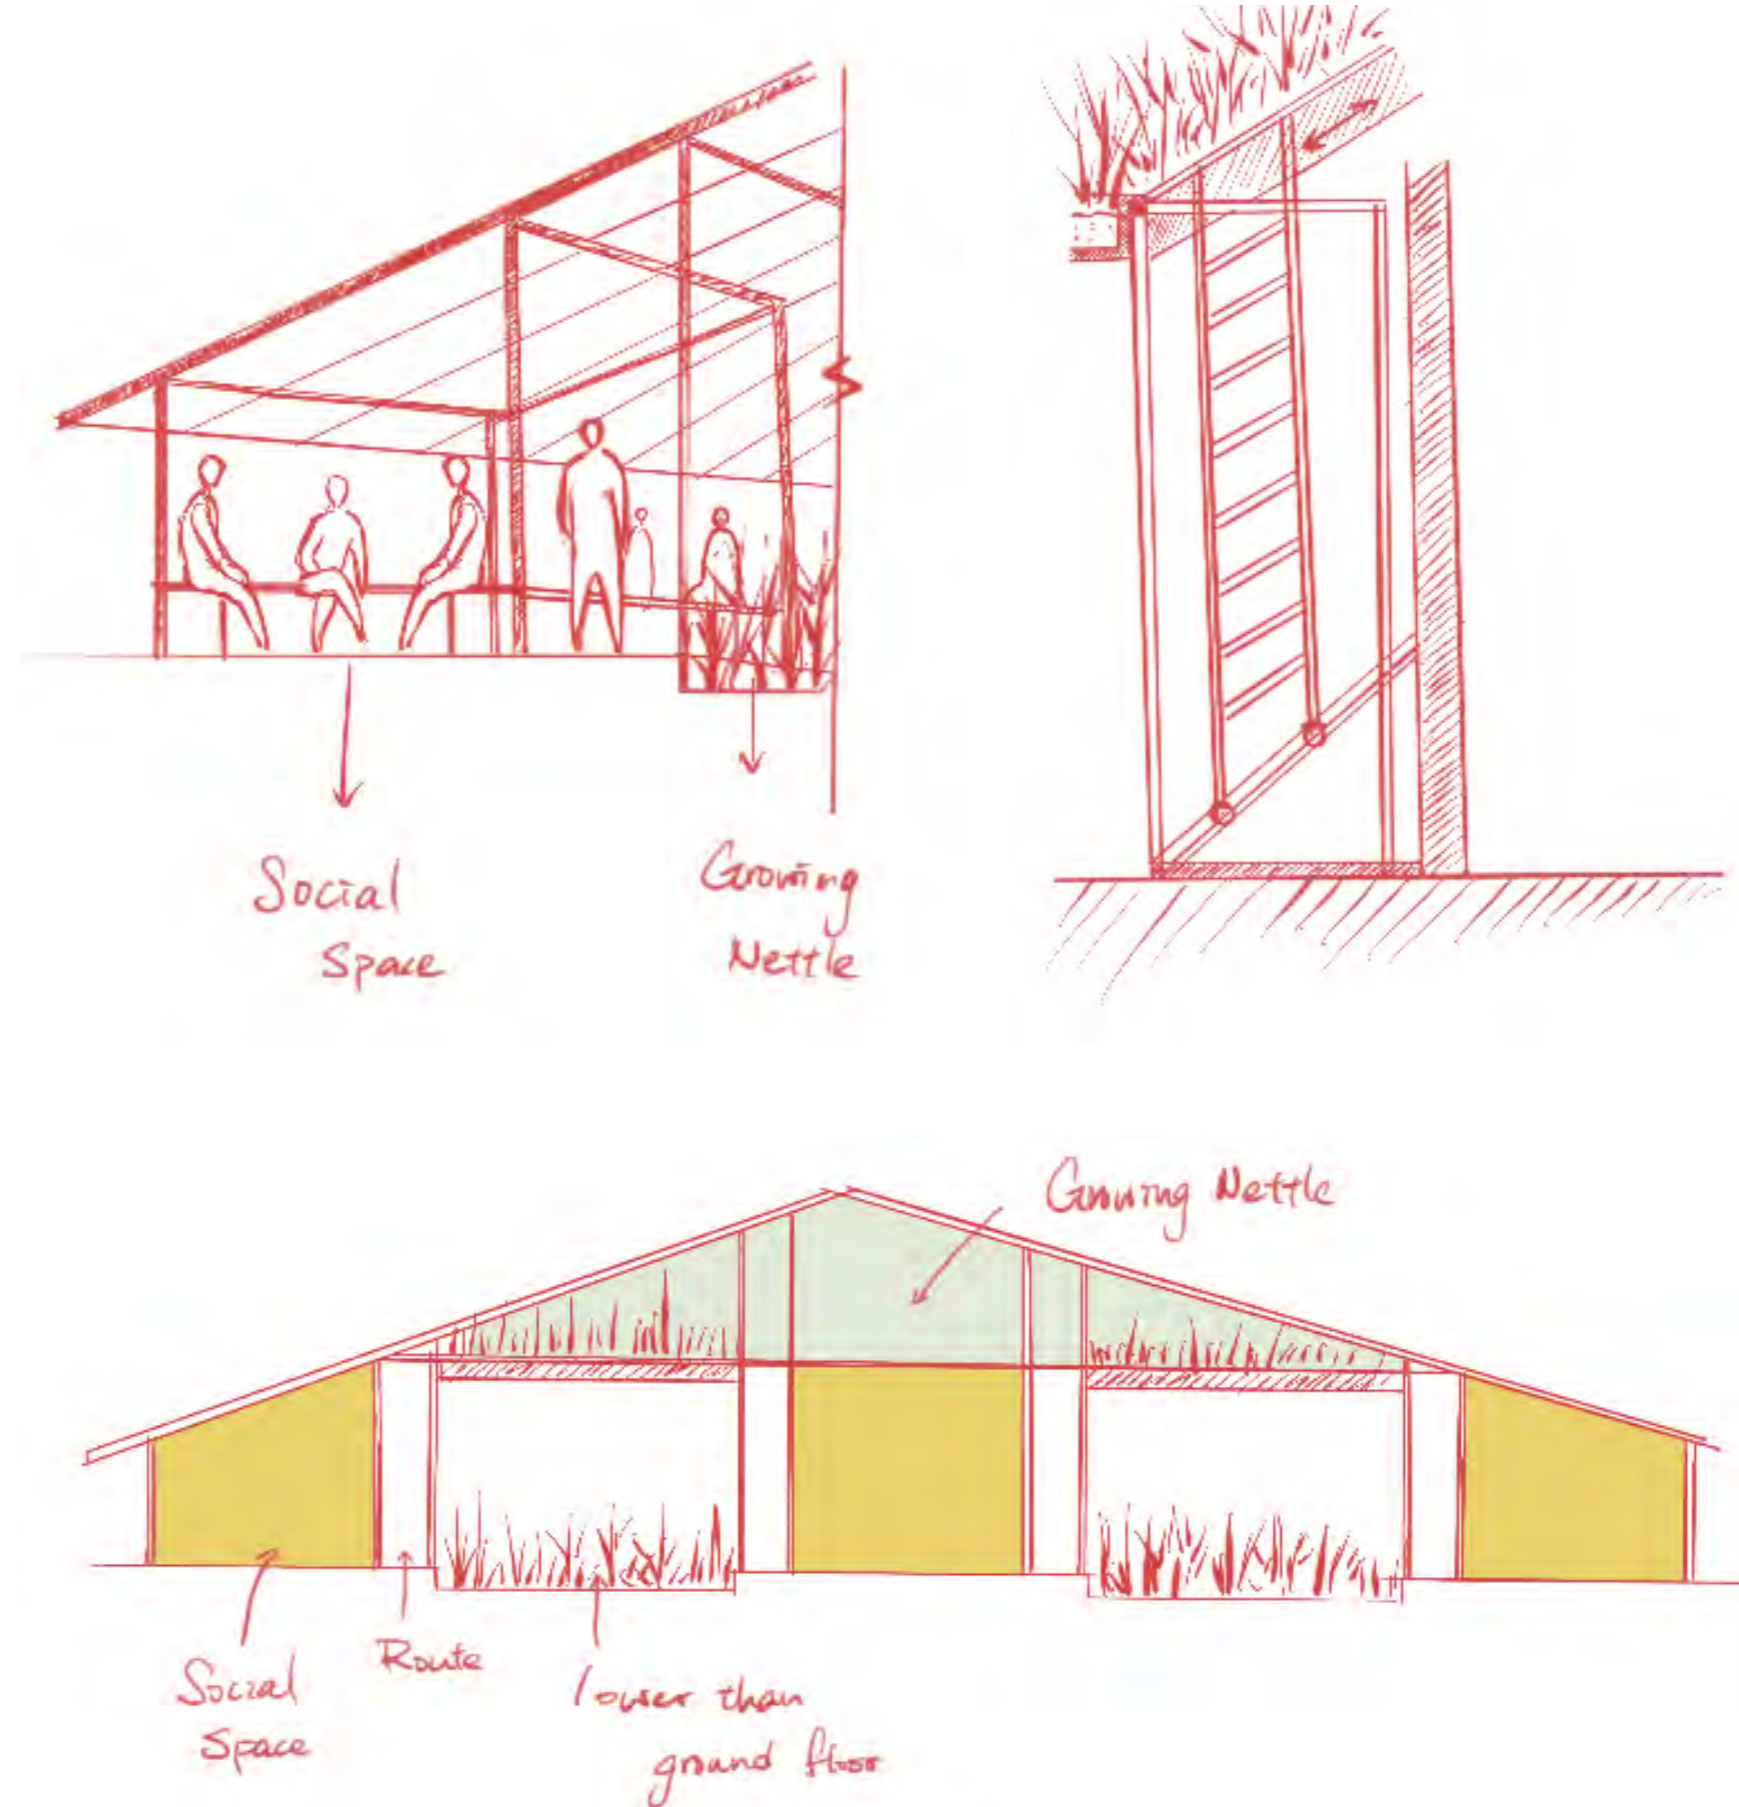 Social
Space
Growing
Nettle
Growing Nettle
Social
Space
Route
lower than
ground floor